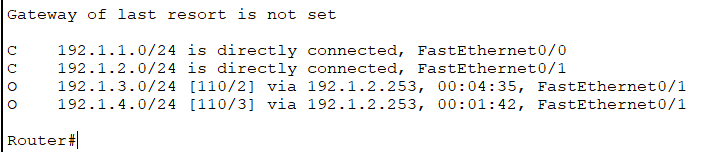 Gateway of last resort is not set
C    192.1.1.0/24 is directly connected, FastEthernet0/0
C    192.1.2.0/24 is directly connected, FastEthernet0/1
O    192.1.3.0/24 [110/2] via 192.1.2.253, 00:04:35, FastEthernet0/1
O    192.1.4.0/24 [110/3] via 192.1.2.253, 00:01:42, FastEthernet0/1
Router#